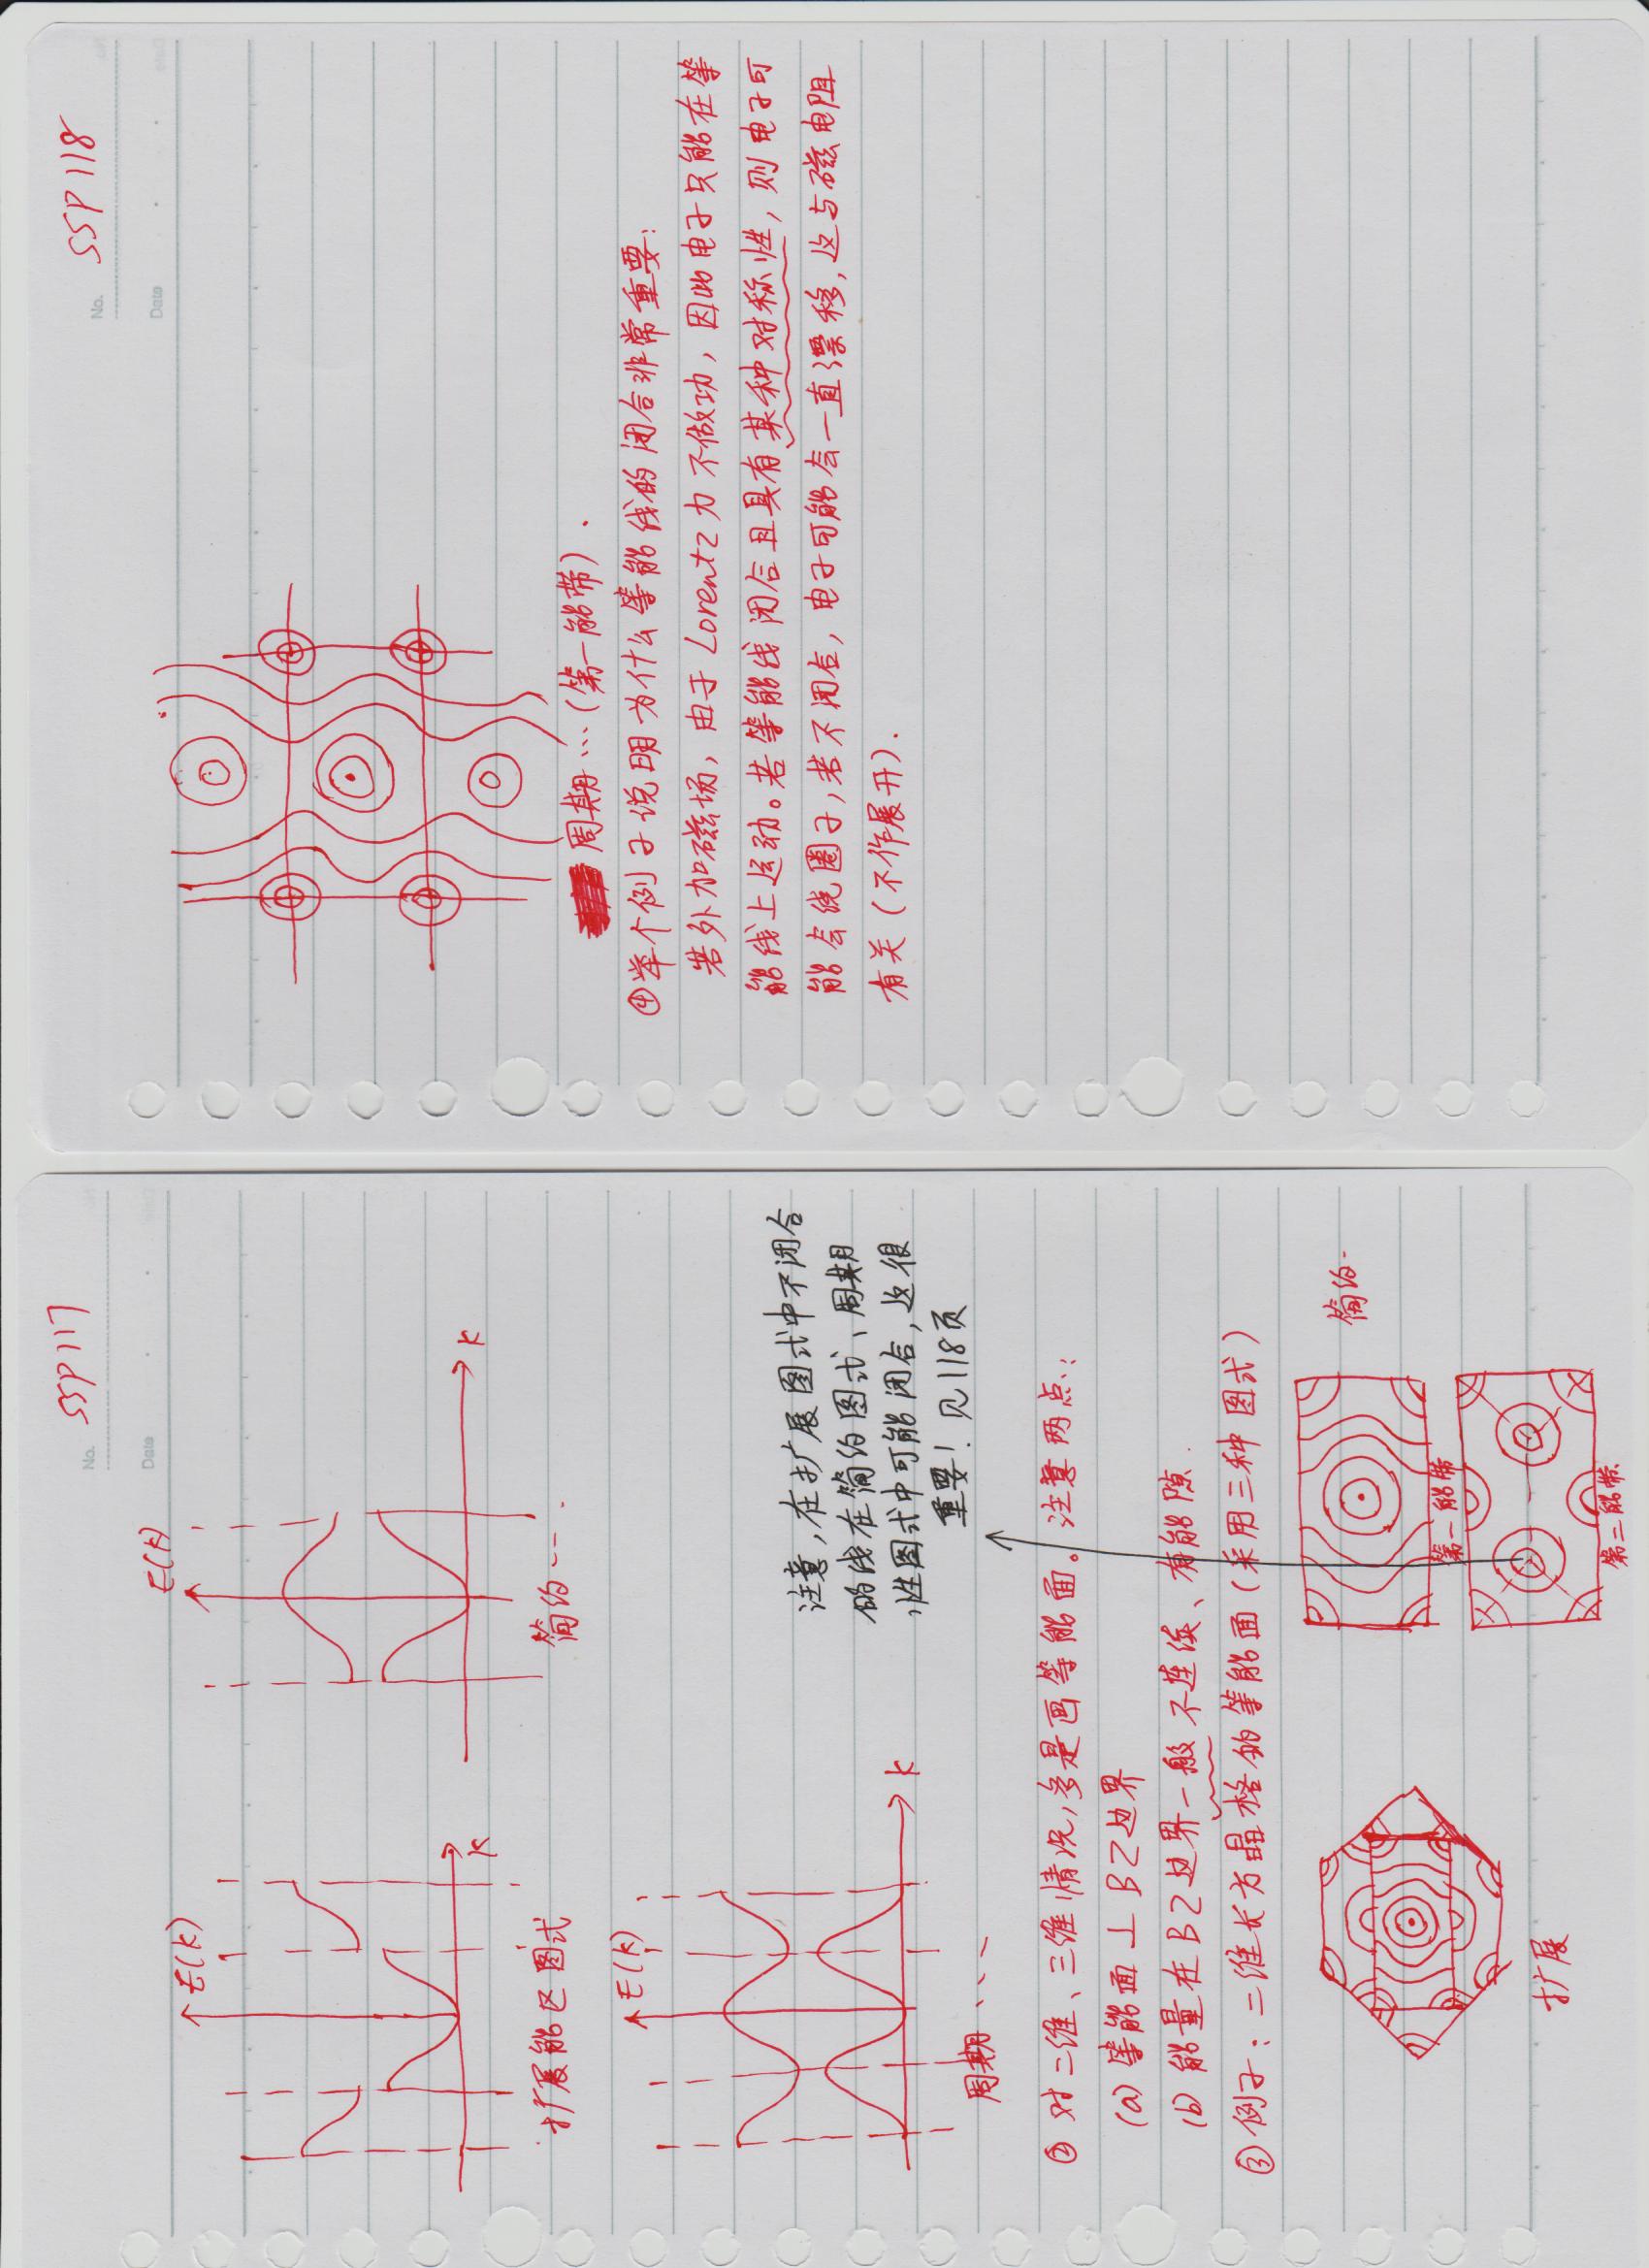 No. SSP 117
Date
E(k)
E(k)
k
k
扩展能区图式
简约…
E(k)
k
周期…
注意,在扩展图式中不闭合
的线在简约图式、周期
性图式中可能闭合,这很
重要!见118页
② 对二维、三维情况,多是画等能面。注意两点:
(a) 等能面⊥BZ边界
(b) 能量在BZ边界一般不连续、有能隙.
③ 例子:二维长方晶格的等能面(采用三种图式)
简约…
第一能带
扩展
第二能带
No. SSP 118
Date
周期…(第一能带).
④举个例子说明为什么等能线的闭合非常重要:
若外加磁场,由于Lorentz力不做功,因此电子只能在等
能线上运动。若等能线闭合且具有某种对称性,则电子可
能会绕圈子,若不闭合,电子可能会一直漂移,这与磁电阻
有关(不作展开).